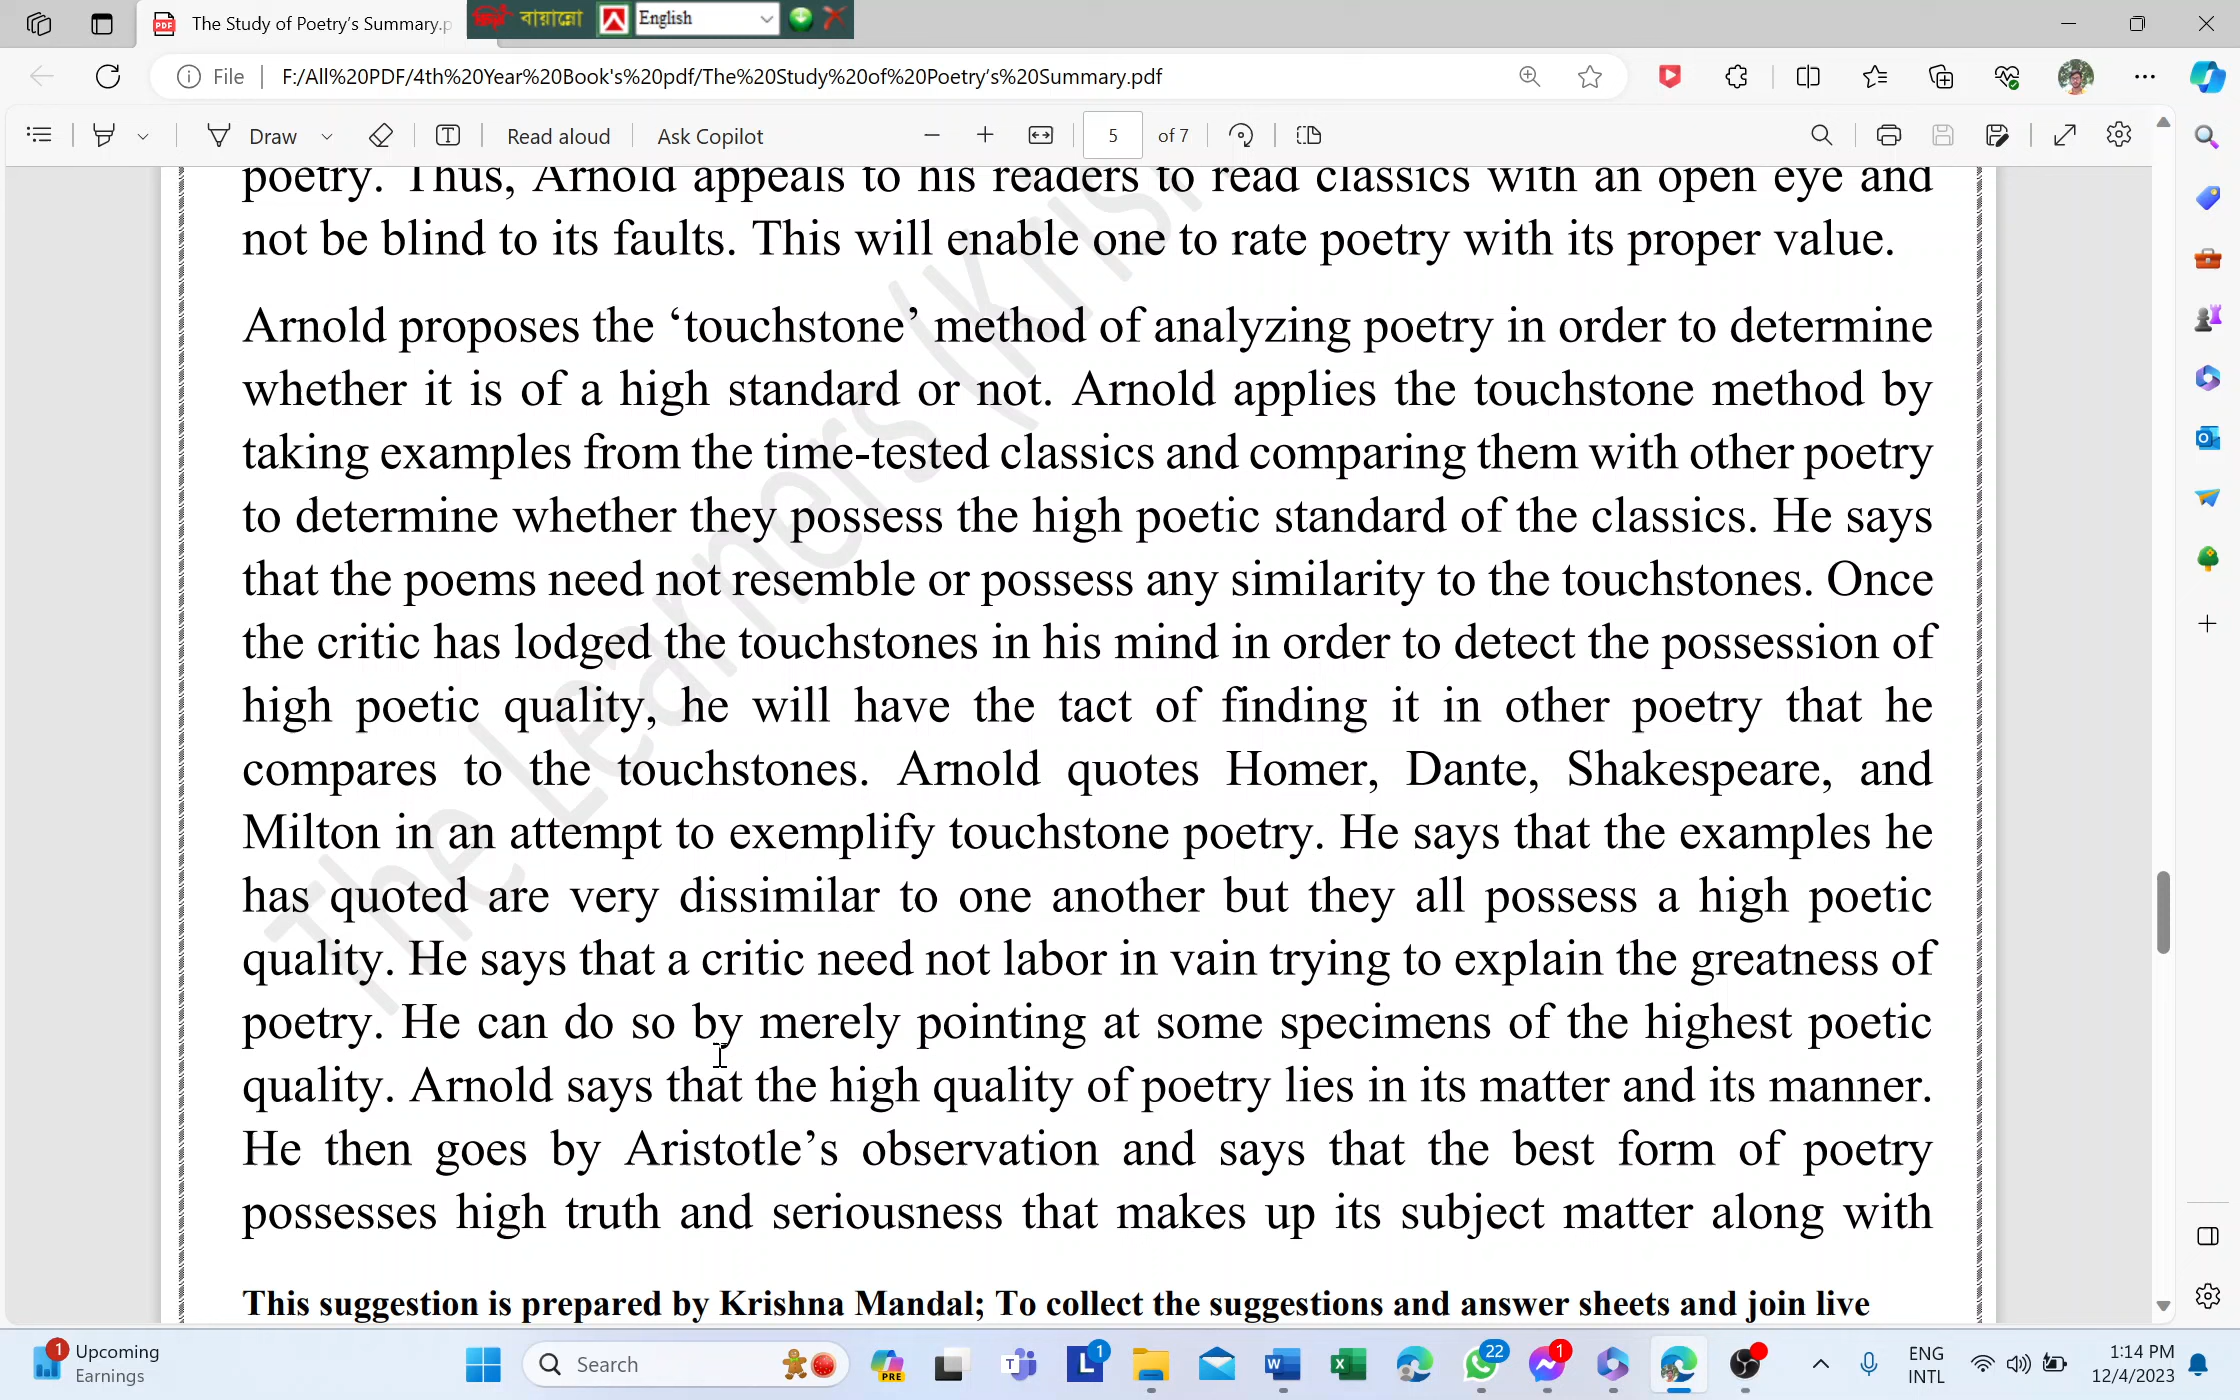 The Study of Poetry's Summary.p
বায়ান্নো
English
File
F:/All%20PDF/4th%20Year%20Book's%20pdf/The%20Study%20of%20Poetry's%20Summary.pdf
Draw
Read aloud
Ask Copilot
5 of 7
poetry. Thus, Arnold appeals to his readers to read classics with an open eye and
not be blind to its faults. This will enable one to rate poetry with its proper value.
Arnold proposes the ‘touchstone’ method of analyzing poetry in order to determine
whether it is of a high standard or not. Arnold applies the touchstone method by
taking examples from the time-tested classics and comparing them with other poetry
to determine whether they possess the high poetic standard of the classics. He says
that the poems need not resemble or possess any similarity to the touchstones. Once
the critic has lodged the touchstones in his mind in order to detect the possession of
high poetic quality, he will have the tact of finding it in other poetry that he
compares to the touchstones. Arnold quotes Homer, Dante, Shakespeare, and
Milton in an attempt to exemplify touchstone poetry. He says that the examples he
has quoted are very dissimilar to one another but they all possess a high poetic
quality. He says that a critic need not labor in vain trying to explain the greatness of
poetry. He can do so by merely pointing at some specimens of the highest poetic
quality. Arnold says that the high quality of poetry lies in its matter and its manner.
He then goes by Aristotle’s observation and says that the best form of poetry
possesses high truth and seriousness that makes up its subject matter along with
The Learners (Kris
This suggestion is prepared by Krishna Mandal; To collect the suggestions and answer sheets and join live
1
Upcoming
Earnings
Search
PRE
1
22
1
ENG
INTL
1:14 PM
12/4/2023